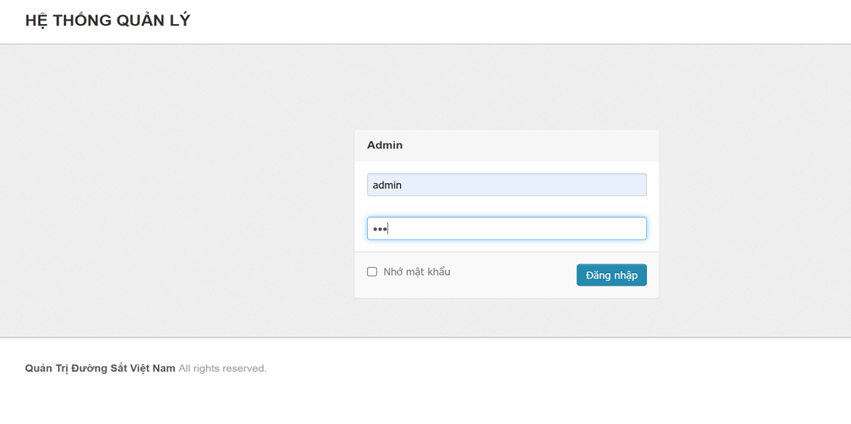 HỆ THỐNG QUẢN LÝ
Admin
admin
•••
Nhớ mật khẩu
Đăng nhập
Quản Trị Đường Sắt Việt Nam All rights reserved.